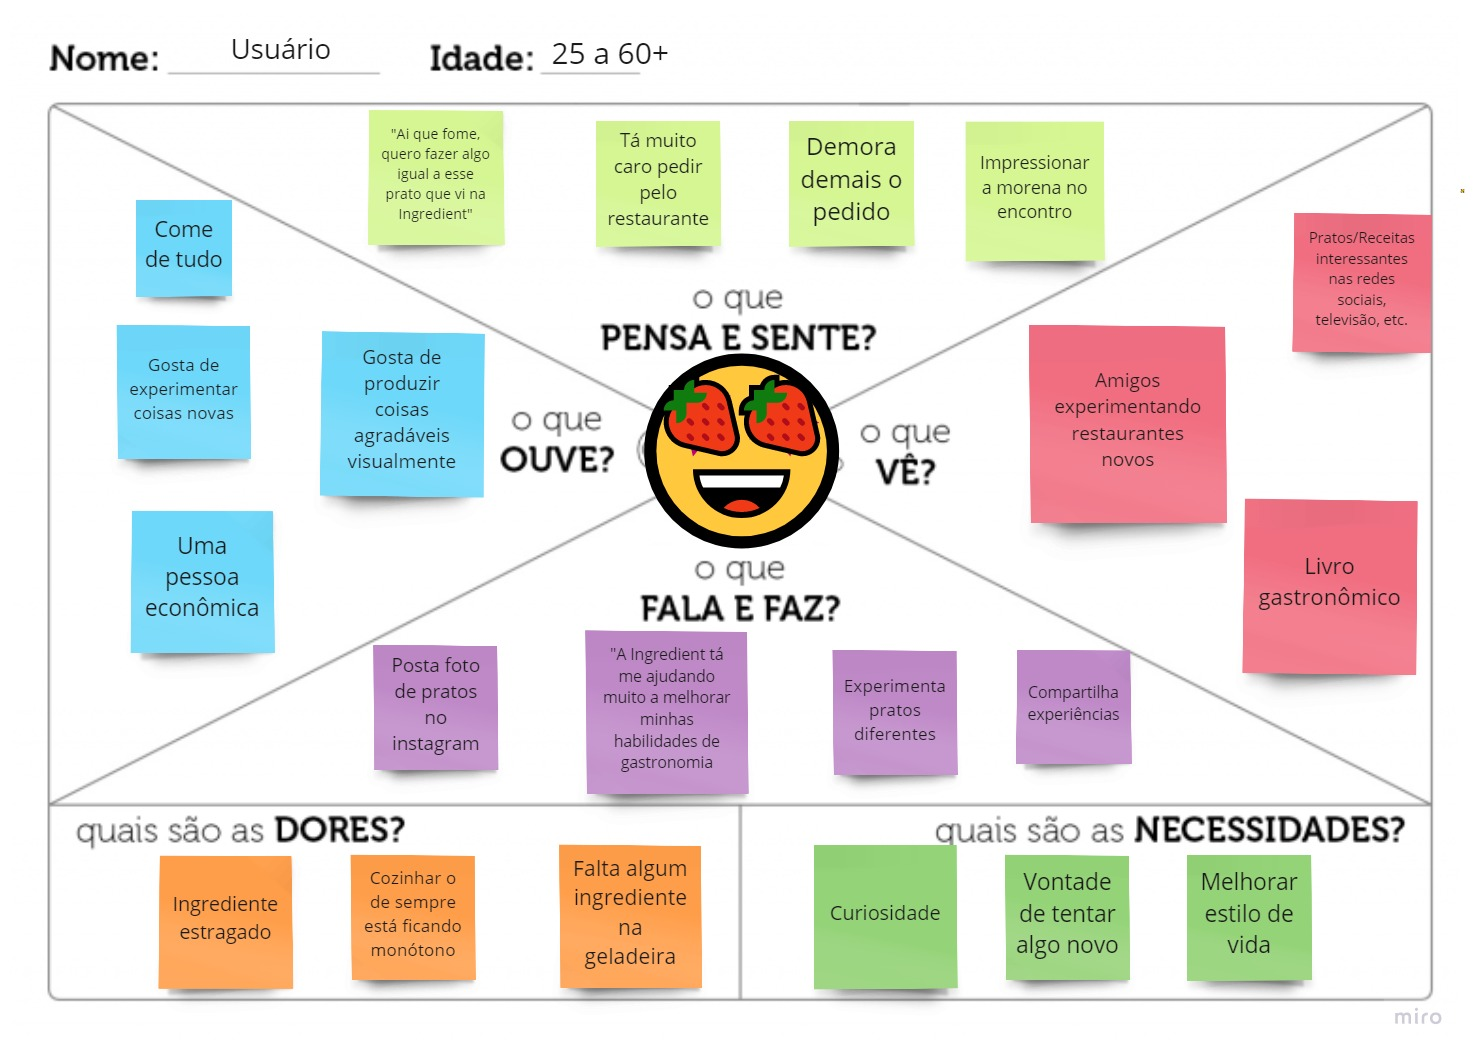 Nome: Usuário
Idade: 25 a 60+
"Ai que fome,
quero fazer algo
igual a esse
prato que vi na
Ingredient"
Tá muito
caro pedir
pelo
restaurante
Demora
demais o
pedido
Impressionar
a morena no
encontro
o que
PENSA E SENTE?
Come
de tudo
Gosta de
experimentar
coisas novas
Gosta de
produzir
coisas
agradáveis
visualmente
Uma
pessoa
econômica
o que
OUVE?
o que
VÊ?
Pratos/Receitas
interessantes
nas redes
sociais,
televisão, etc.
Amigos
experimentando
restaurantes
novos
Livro
gastronômico
o que
FALA E FAZ?
Posta foto
de pratos
no
instagram
"A Ingredient tá
me ajudando
muito a melhorar
minhas
habilidades de
gastronomia
Experimenta
pratos
diferentes
Compartilha
experiências
quais são as DORES?
Ingrediente
estragado
Cozinhar o
de sempre
está ficando
monótono
Falta algum
ingrediente
na
geladeira
quais são as NECESSIDADES?
Curiosidade
Vontade
de tentar
algo novo
Melhorar
estilo de
vida
miro